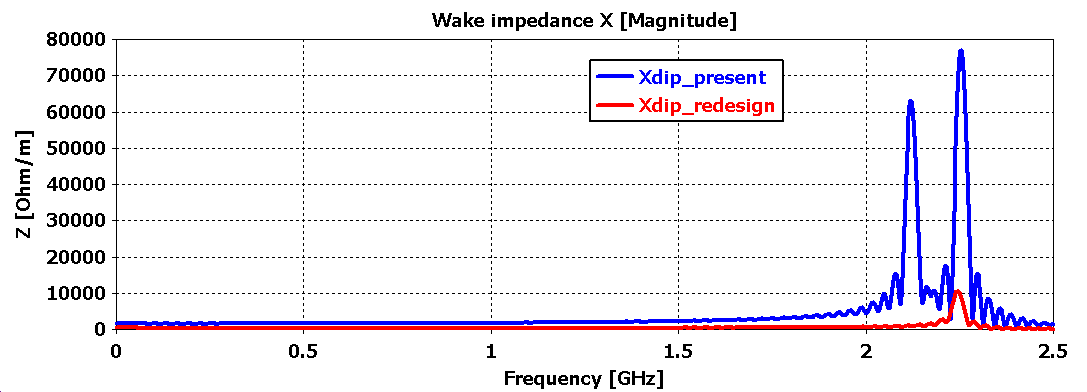 Wake impedance X [Magnitude]
80000
70000
60000
50000
40000
30000
20000
10000
0
Z [Ohm/m]
Xdip_present
Xdip_redesign
0 0.5 1 1.5 2 2.5
Frequency [GHz]